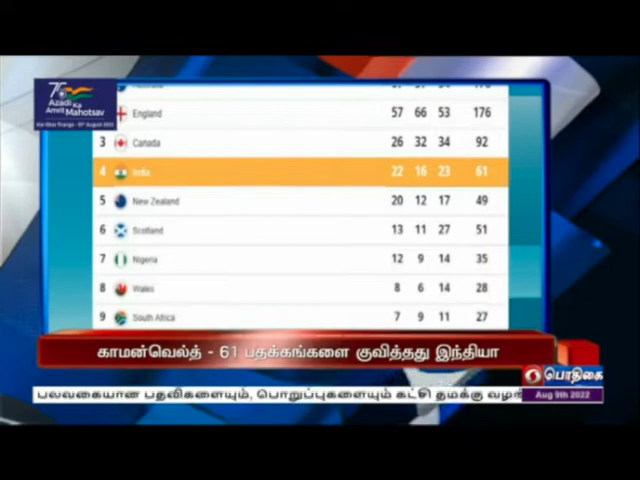 75
Azadi Ka
Amrit Mahotsav
England 57 66 53 176
3 Canada 26 32 34 92
4 India 22 16 23 61
5 New Zealand 20 12 17 49
6 Scotland 13 11 27 51
7 Nigeria 12 9 14 35
8 Wales 8 6 14 28
9 South Africa 7 9 11 27
காமன்வெல்த் - 61 பதக்கங்களை குவித்தது இந்தியா
பொதிகை
பலவகையான பதவிகளையும், பொறுப்புகளையும் கட்சி தமக்கு
Aug 9th 2022